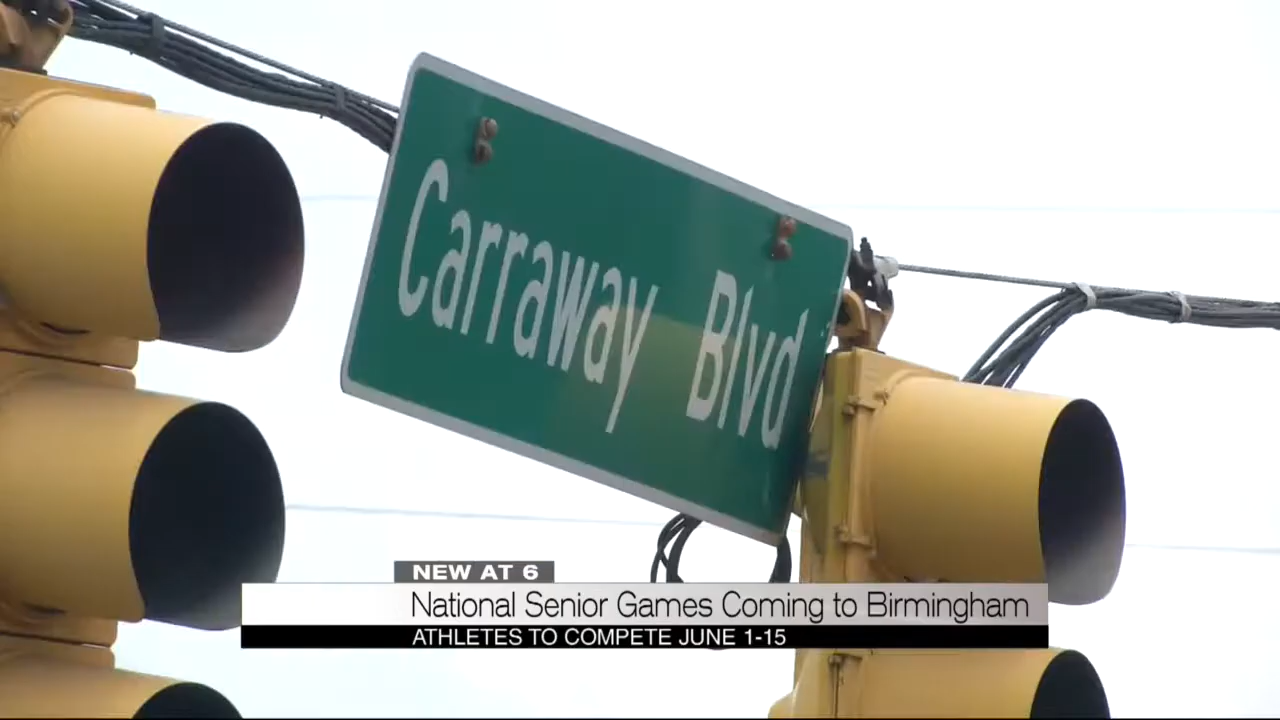 Carraway Blvd
NEW AT 6
National Senior Games Coming to Birmingham
ATHLETES TO COMPETE JUNE 1-15